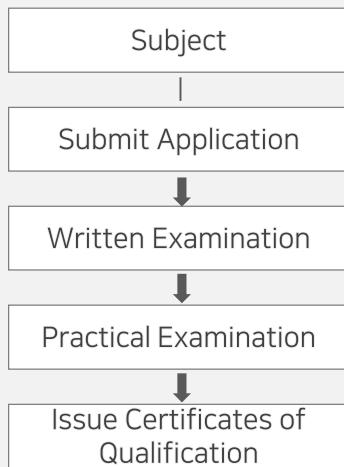 Subject
Submit Application
Written Examination
Practical Examination
Issue Certificates of
Qualification